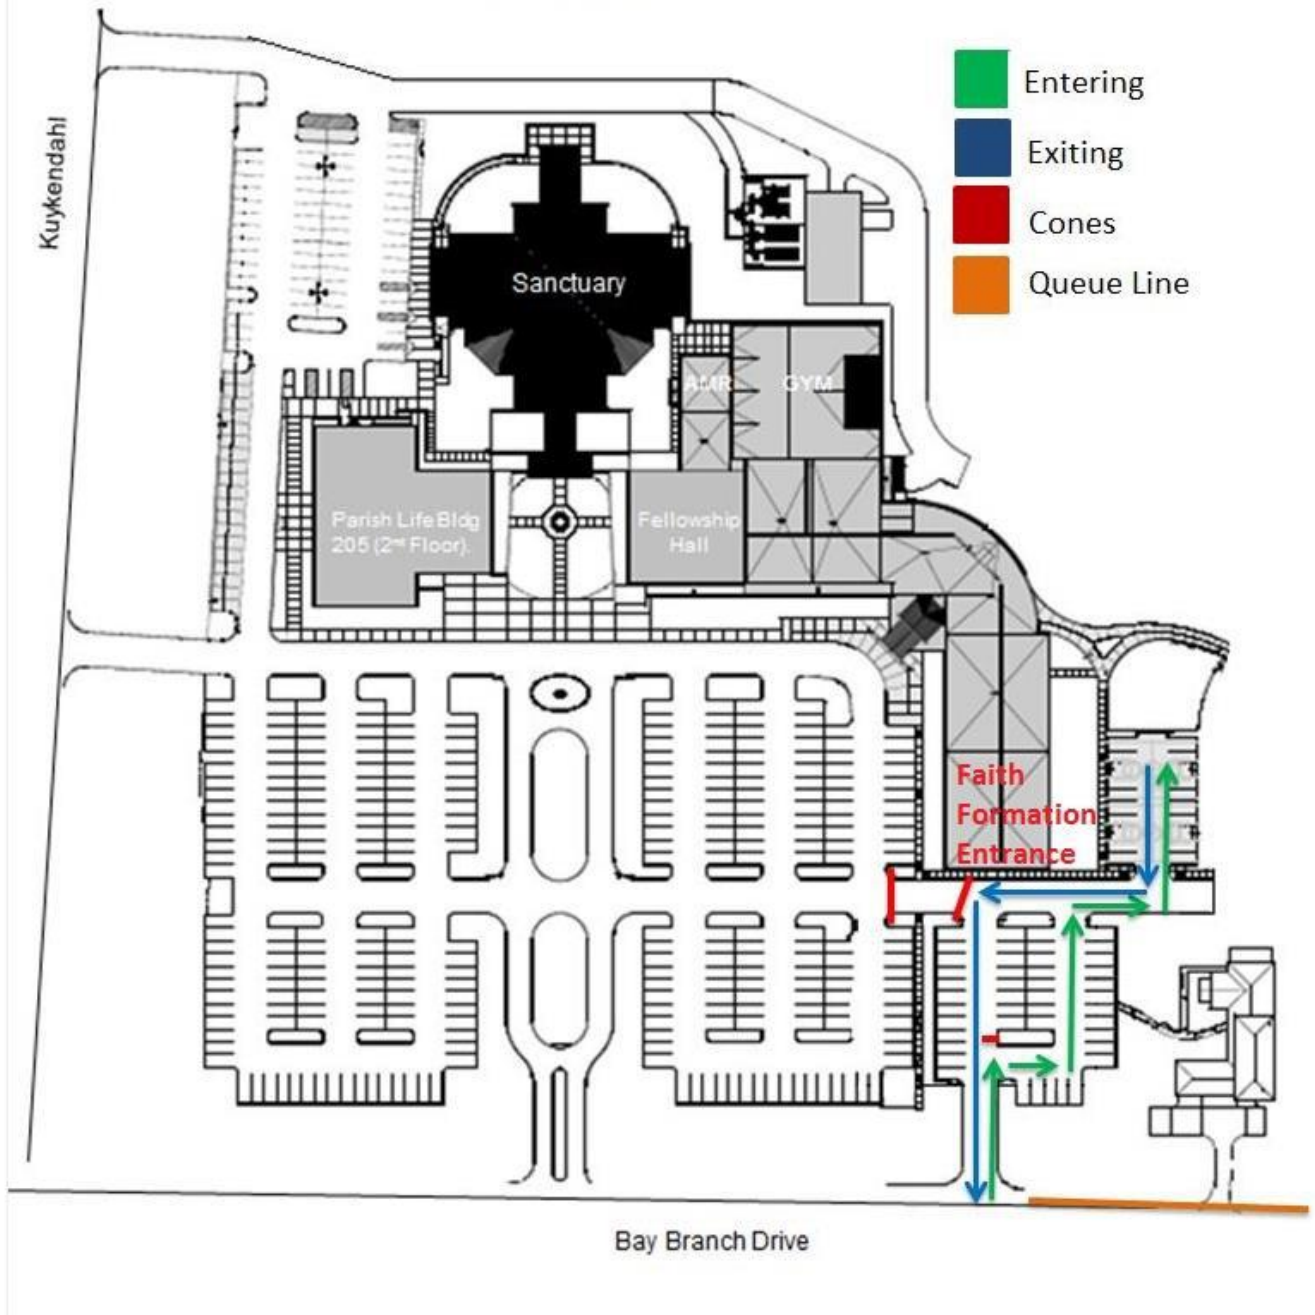 Entering
Exiting
Cones
Queue Line
Kuykendahl
Sanctuary
AMR
GYM
Parish Life Bldg
205 (2nd Floor).
Fellowship
Hall
Faith
Formation
Entrance
Bay Branch Drive